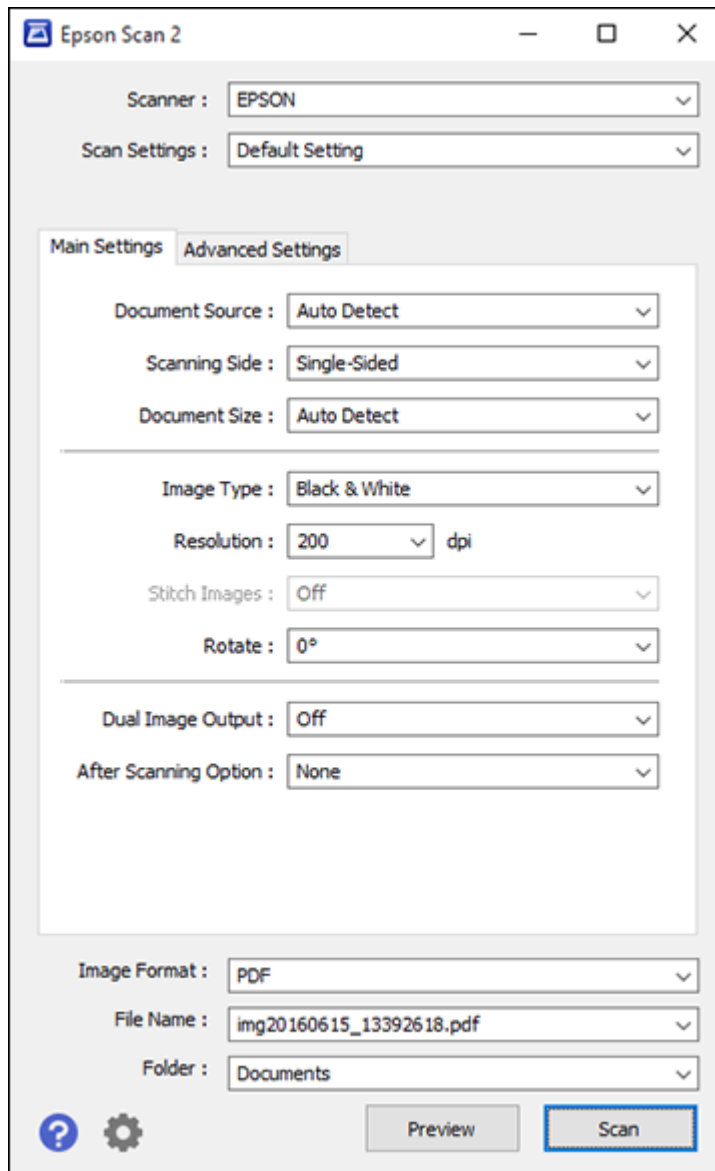 Epson Scan 2
Scanner : EPSON
Scan Settings : Default Setting
Main Settings Advanced Settings
Document Source : Auto Detect
Scanning Side : Single-Sided
Document Size : Auto Detect
Image Type : Black & White
Resolution : 200 dpi
Stitch Images : Off
Rotate : 0°
Dual Image Output : Off
After Scanning Option : None
Image Format : PDF
File Name : img20160615_13392618.pdf
Folder : Documents
? Preview Scan